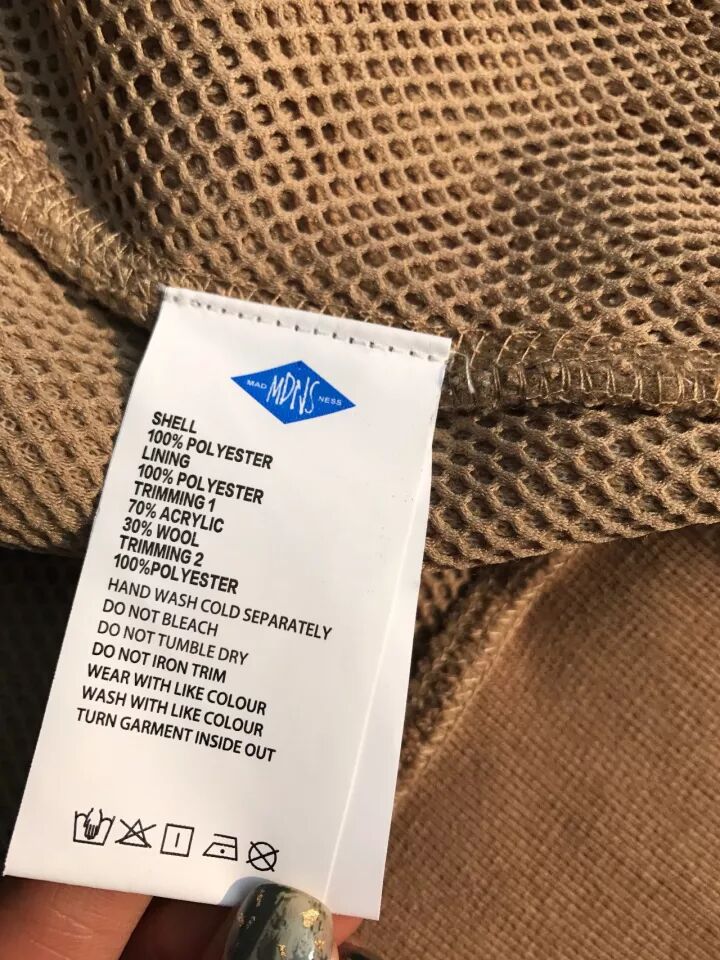 MAD MDNS NESS
SHELL
100% POLYESTER
LINING
100% POLYESTER
TRIMMING 1
70% ACRYLIC
30% WOOL
TRIMMING 2
100%POLYESTER
HAND WASH COLD SEPARATELY
DO NOT BLEACH
DO NOT TUMBLE DRY
DO NOT IRON TRIM
WEAR WITH LIKE COLOUR
WASH WITH LIKE COLOUR
TURN GARMENT INSIDE OUT